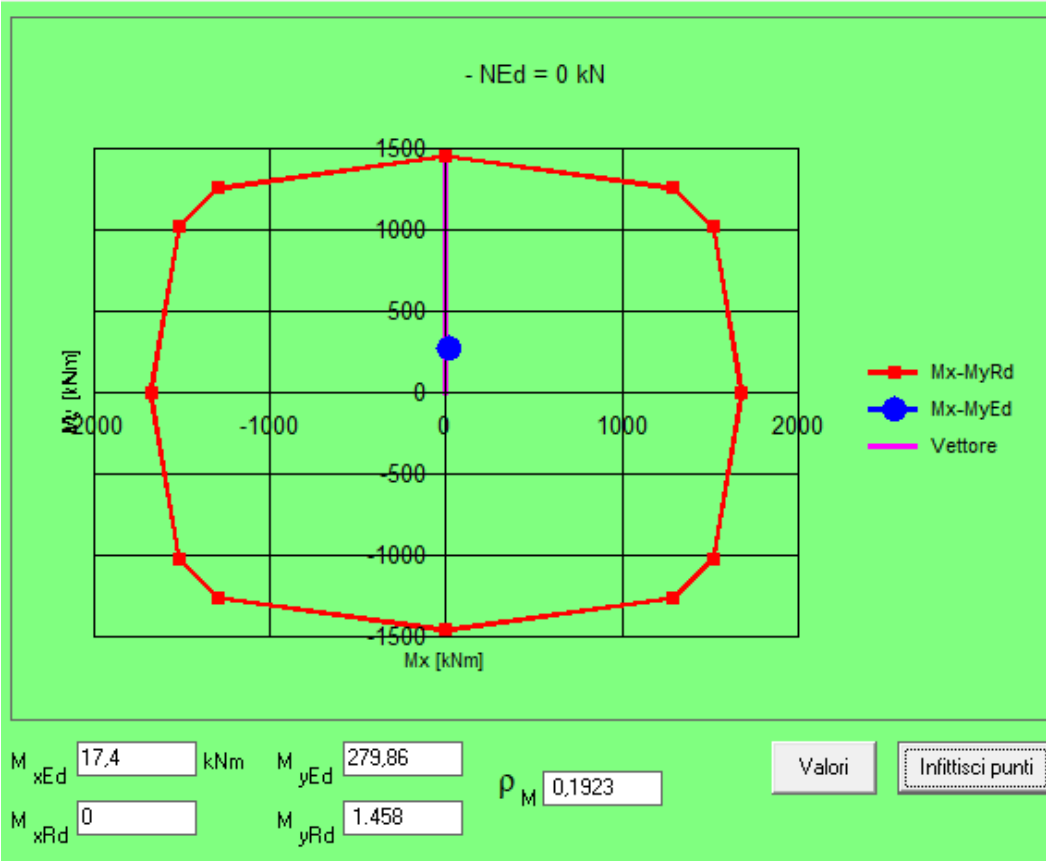 - NEd = 0 kN
1500
1000
500
0
-500
-1000
-1500
-2000 -1000 0 1000 2000
My [kNm]
Mx [kNm]
Mx-MyRd
Mx-MyEd
Vettore
M xEd 17,4 kNm M yEd 279,86
ρ M 0,1923
Valori Infittisci punti
M xRd 0 M yRd 1.458